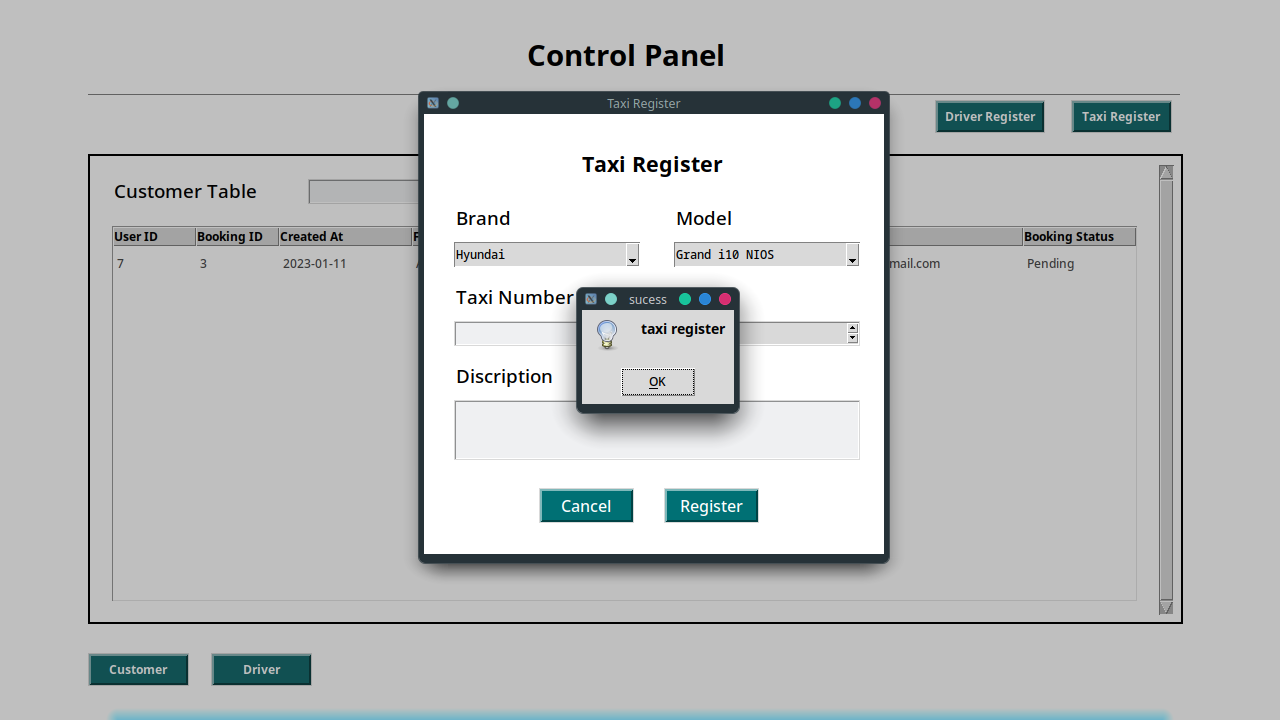 Control Panel
Taxi Register
Driver Register
Taxi Register
Taxi Register
Customer Table
Brand
Model
User ID
Booking ID
Created At
Booking Status
Hyundai
Grand i10 NIOS
7
3
2023-01-11
mail.com
Pending
Taxi Number
sucess
taxi register
Discription
OK
Cancel
Register
Customer
Driver